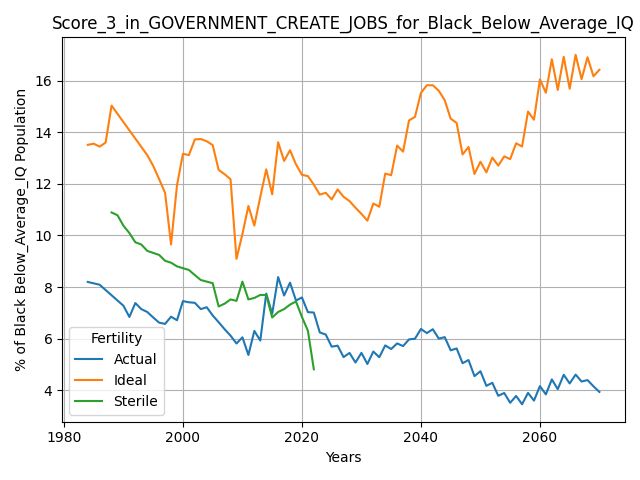 Score_3_in_GOVERNMENT_CREATE_JOBS_for_Black_Below_Average_IQ
% of Black Below_Average_IQ Population
16
14
12
10
8
6
4
Fertility
Actual
Ideal
Sterile
1980
2000
2020
2040
2060
Years